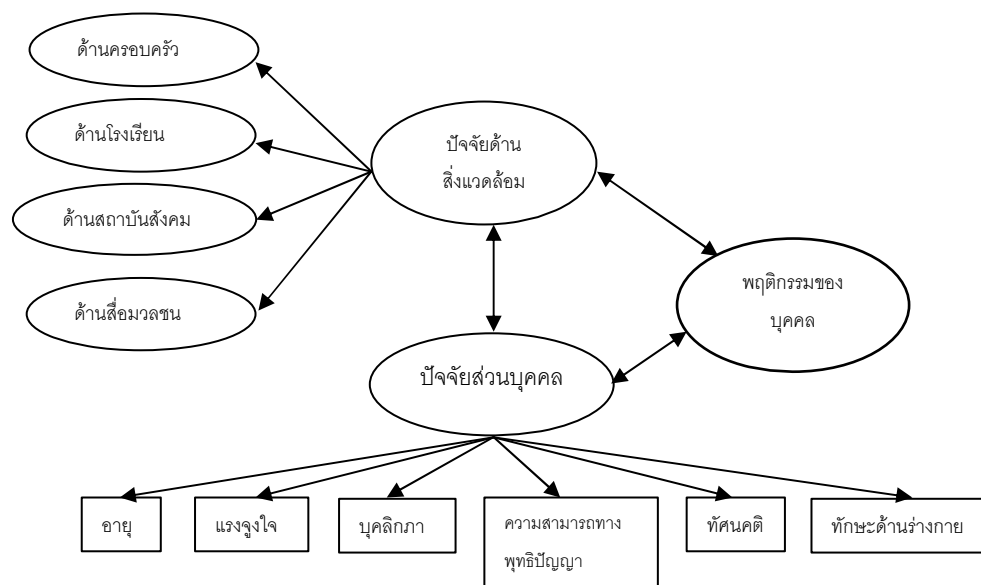 ด้านครอบครัว
ด้านโรงเรียน
ด้านสถาบันสังคม
ด้านสื่อมวลชน
ปัจจัยด้าน
สิ่งแวดล้อม
พฤติกรรมของ
บุคคล
ปัจจัยส่วนบุคคล
อายุ
แรงจูงใจ
บุคลิกภา
ความสามารถทาง
พุทธิปัญญา
ทัศนคติ
ทักษะด้านร่างกาย